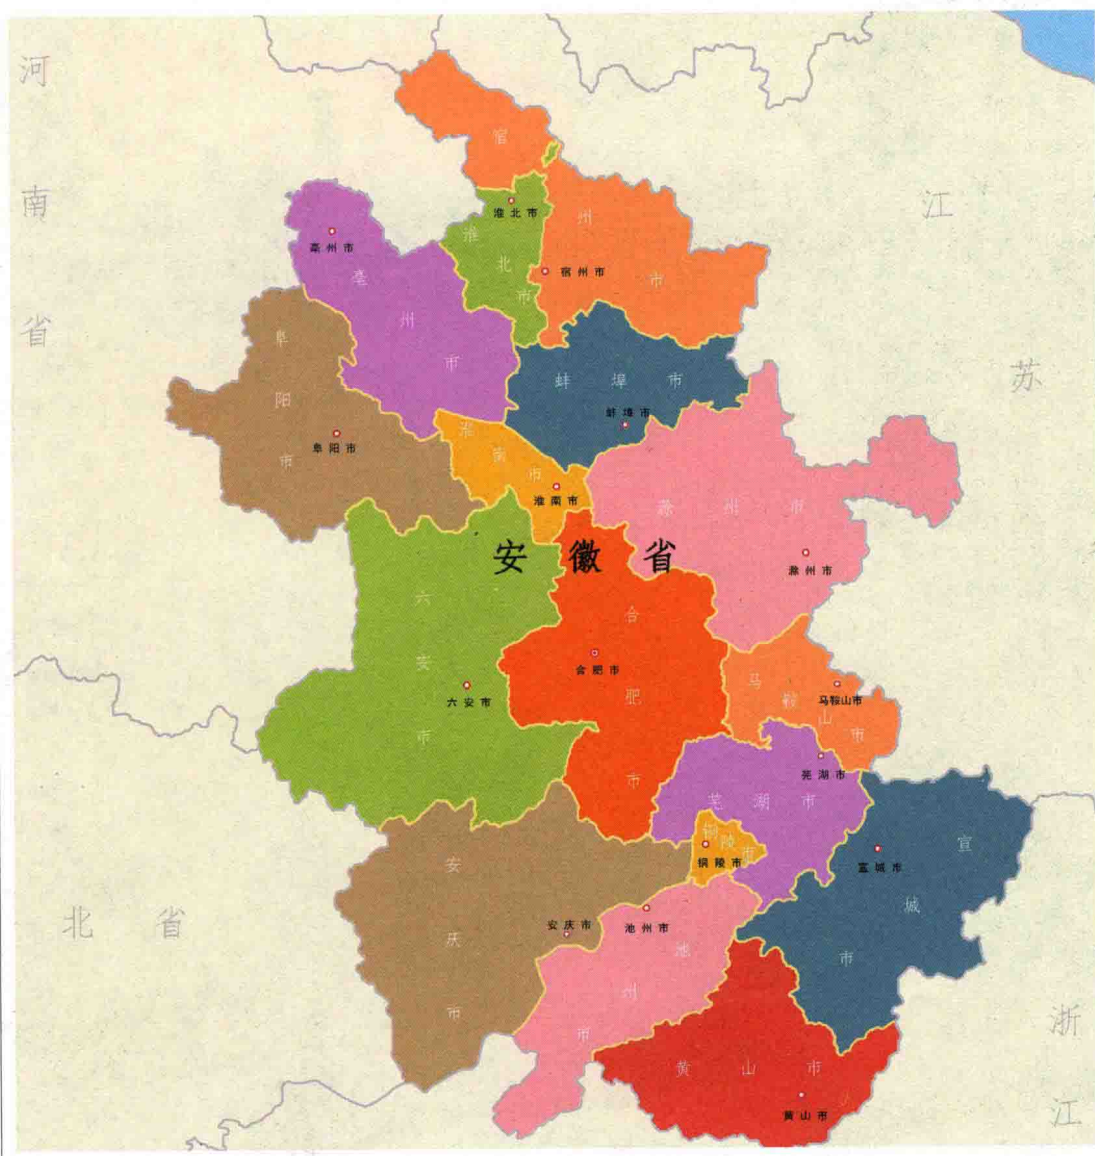 河南省
江苏
北省
浙江
安徽省
宿州市
淮北市
淮北市
亳州市
亳州市
宿州市
阜阳市
阜阳市
蚌埠市
蚌埠市
淮南市
淮南市
滁州市
滁州市
六安市
六安市
合肥市
合肥市
马鞍山市
马鞍山市
芜湖市
芜湖市
铜陵市
铜陵市
宣城市
宣城市
安庆市
安庆市
池州市
池州市
黄山市
黄山市